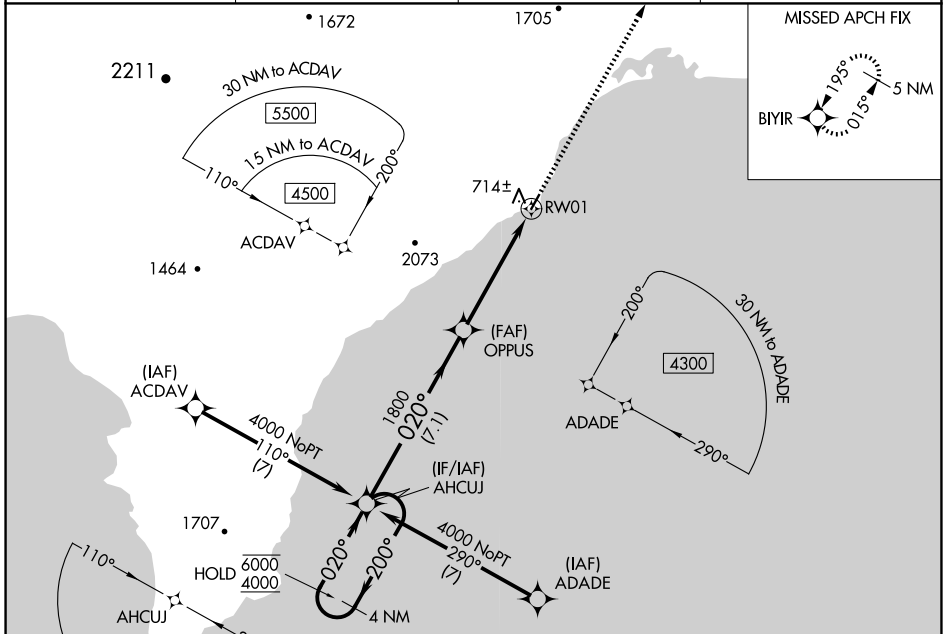 1672
1705
MISSED APCH FIX
2211
30 NM to ACDAV
5500
195°
5 NM
BIYIR
015°
15 NM to ACDAV
110°
4500
200°
714±
RW01
ACDAV
2073
1464
200°
30 NM to ADADE
(FAF)
OPPUS
4300
(IAF)
ACDAV
1800
020°
(7.1)
ADADE
4000 NoPT
110°
(7)
290°
(IF/IAF)
AHCUJ
1707
4000 NoPT
290°
(7)
110°
HOLD
6000
4000
020°
200°
(IAF)
ADADE
AHCUJ
4 NM